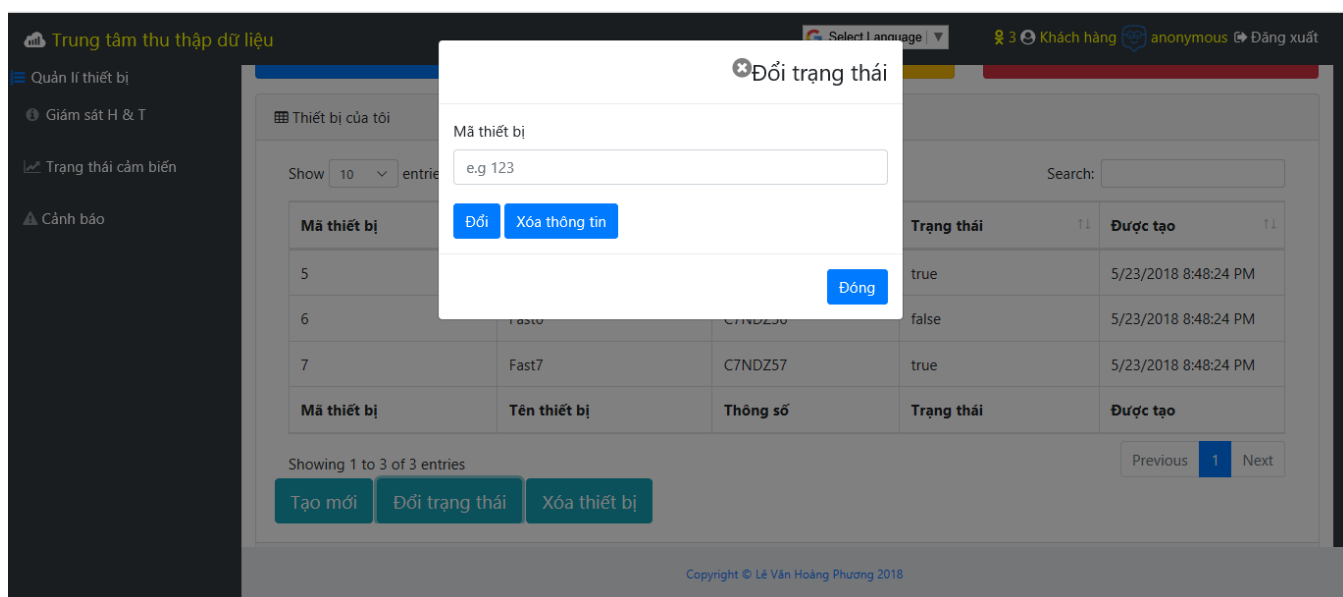 Trung tâm thu thập dữ liệu
Select Language ▼
3 Khách hàng anonymous Đăng xuất
Quản lí thiết bị
Giám sát H & T
Trạng thái cảm biến
Cảnh báo
Đổi trạng thái
Mã thiết bị
e.g 123
Đổi Xóa thông tin
Đóng
Thiết bị của tôi
Show 10 entrie
Search:
Mã thiết bị Trạng thái Được tạo
5 true 5/23/2018 8:48:24 PM
6 Fast6 C7NDZ56 false 5/23/2018 8:48:24 PM
7 Fast7 C7NDZ57 true 5/23/2018 8:48:24 PM
Mã thiết bị Tên thiết bị Thông số Trạng thái Được tạo
Showing 1 to 3 of 3 entries
Previous 1 Next
Tạo mới Đổi trạng thái Xóa thiết bị
Copyright © Lê Văn Hoàng Phương 2018